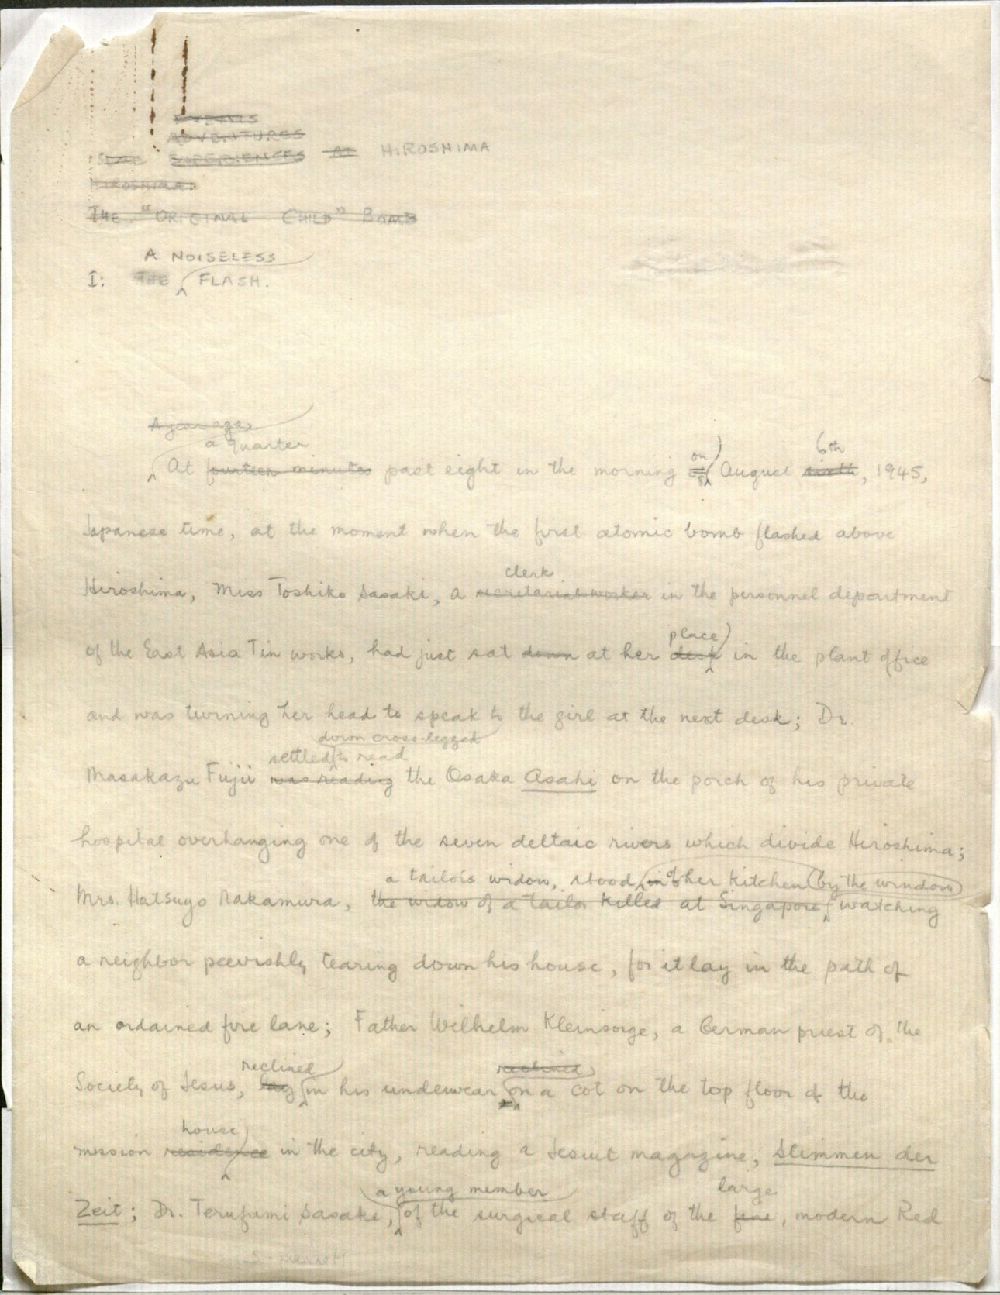 EVENTS
ADVENTURES
EXPERIENCES AT HIROSHIMA
HIROSHIMA:
THE "ORIGINAL CHILD" BOMB
A NOISELESS
I: THE FLASH.
A year ago
a quarter
At fourteen minutes past eight in the morning on of August 6th sixth, 1945,
Japanese time, at the moment when the first atomic bomb flashed above
clerk
Hiroshima, Miss Toshiko Sasaki, a secretarial worker in the personnel department
place
of the East Asia Tin works, had just sat down at her desk in the plant office
and was turning her head to speak to the girl at the next desk; Dr.
down cross-legged
settled to read
Masakazu Fujii was reading the Osaka Asahi on the porch of his private
hospital overhanging one of the seven deltaic rivers which divide Hiroshima;
a tailor's widow, stood in her kitchen by the window
Mrs. Hatsuyo Nakamura, the widow of a tailor killed at Singapore, watching
a neighbor peevishly tearing down his house, for it lay in the path of
an ordained fire lane; Father Wilhelm Kleinsorge, a German priest of the
reclined reclined
Society of Jesus, lay in his underwear on a cot on the top floor of the
house
mission residence in the city, reading a Jesuit magazine, Stimmen der
a young member large
Zeit; Dr. Terufumi Sasaki, of the surgical staff of the modern Red